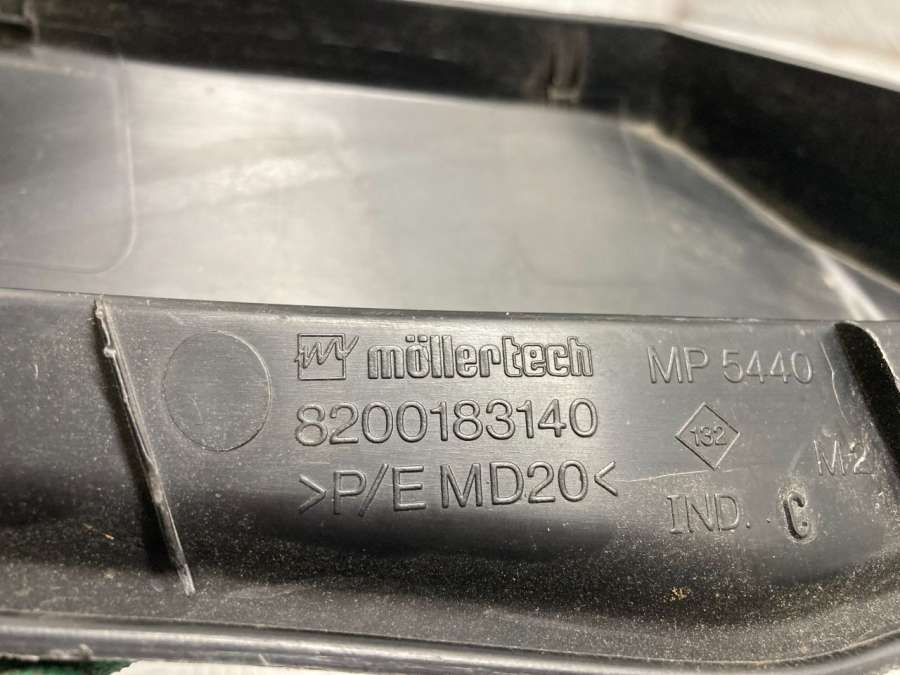 möllertech MP 5440
8200183140
132
>P/E MD20< M2
IND. C